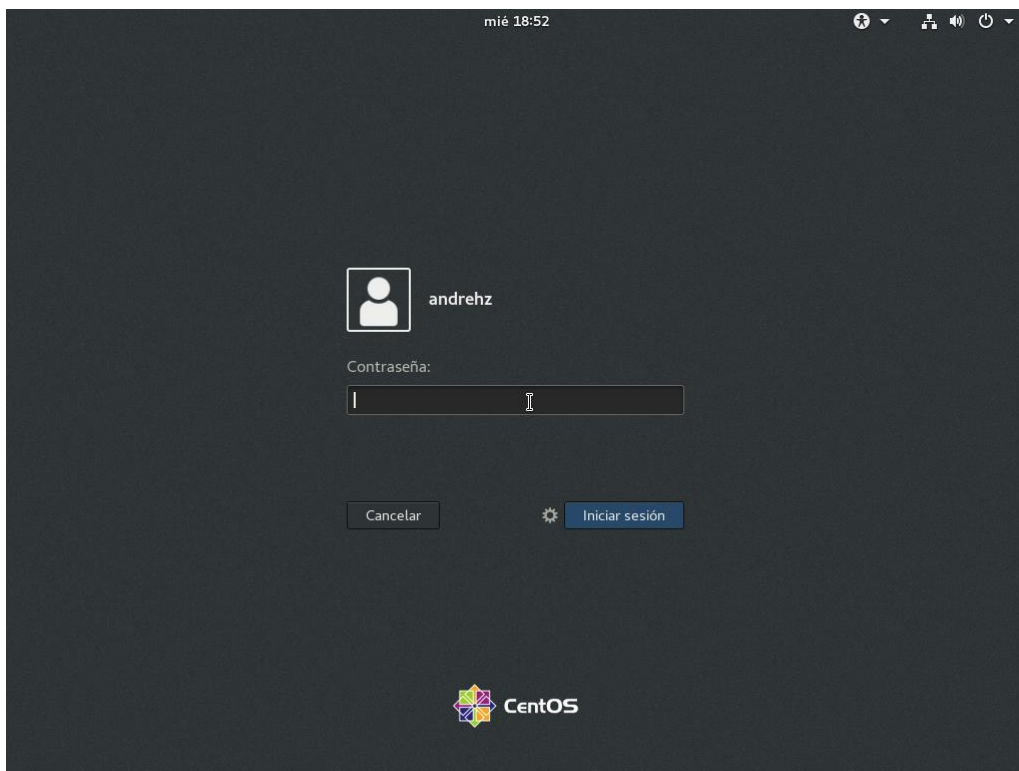 mié 18:52
andrehz
Contraseña:
Cancelar
Iniciar sesión
CentOS